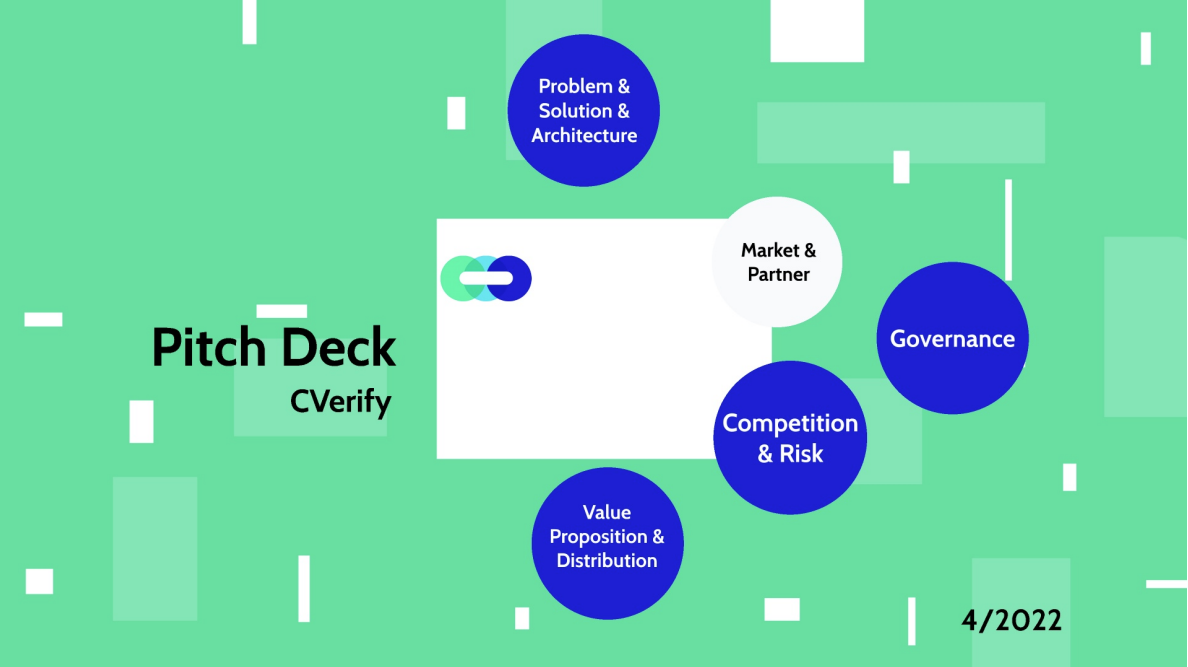 Problem &
Solution &
Architecture
Market &
Partner
Governance
Pitch Deck
CVerify
Competition
& Risk
Value
Proposition &
Distribution
4/2022